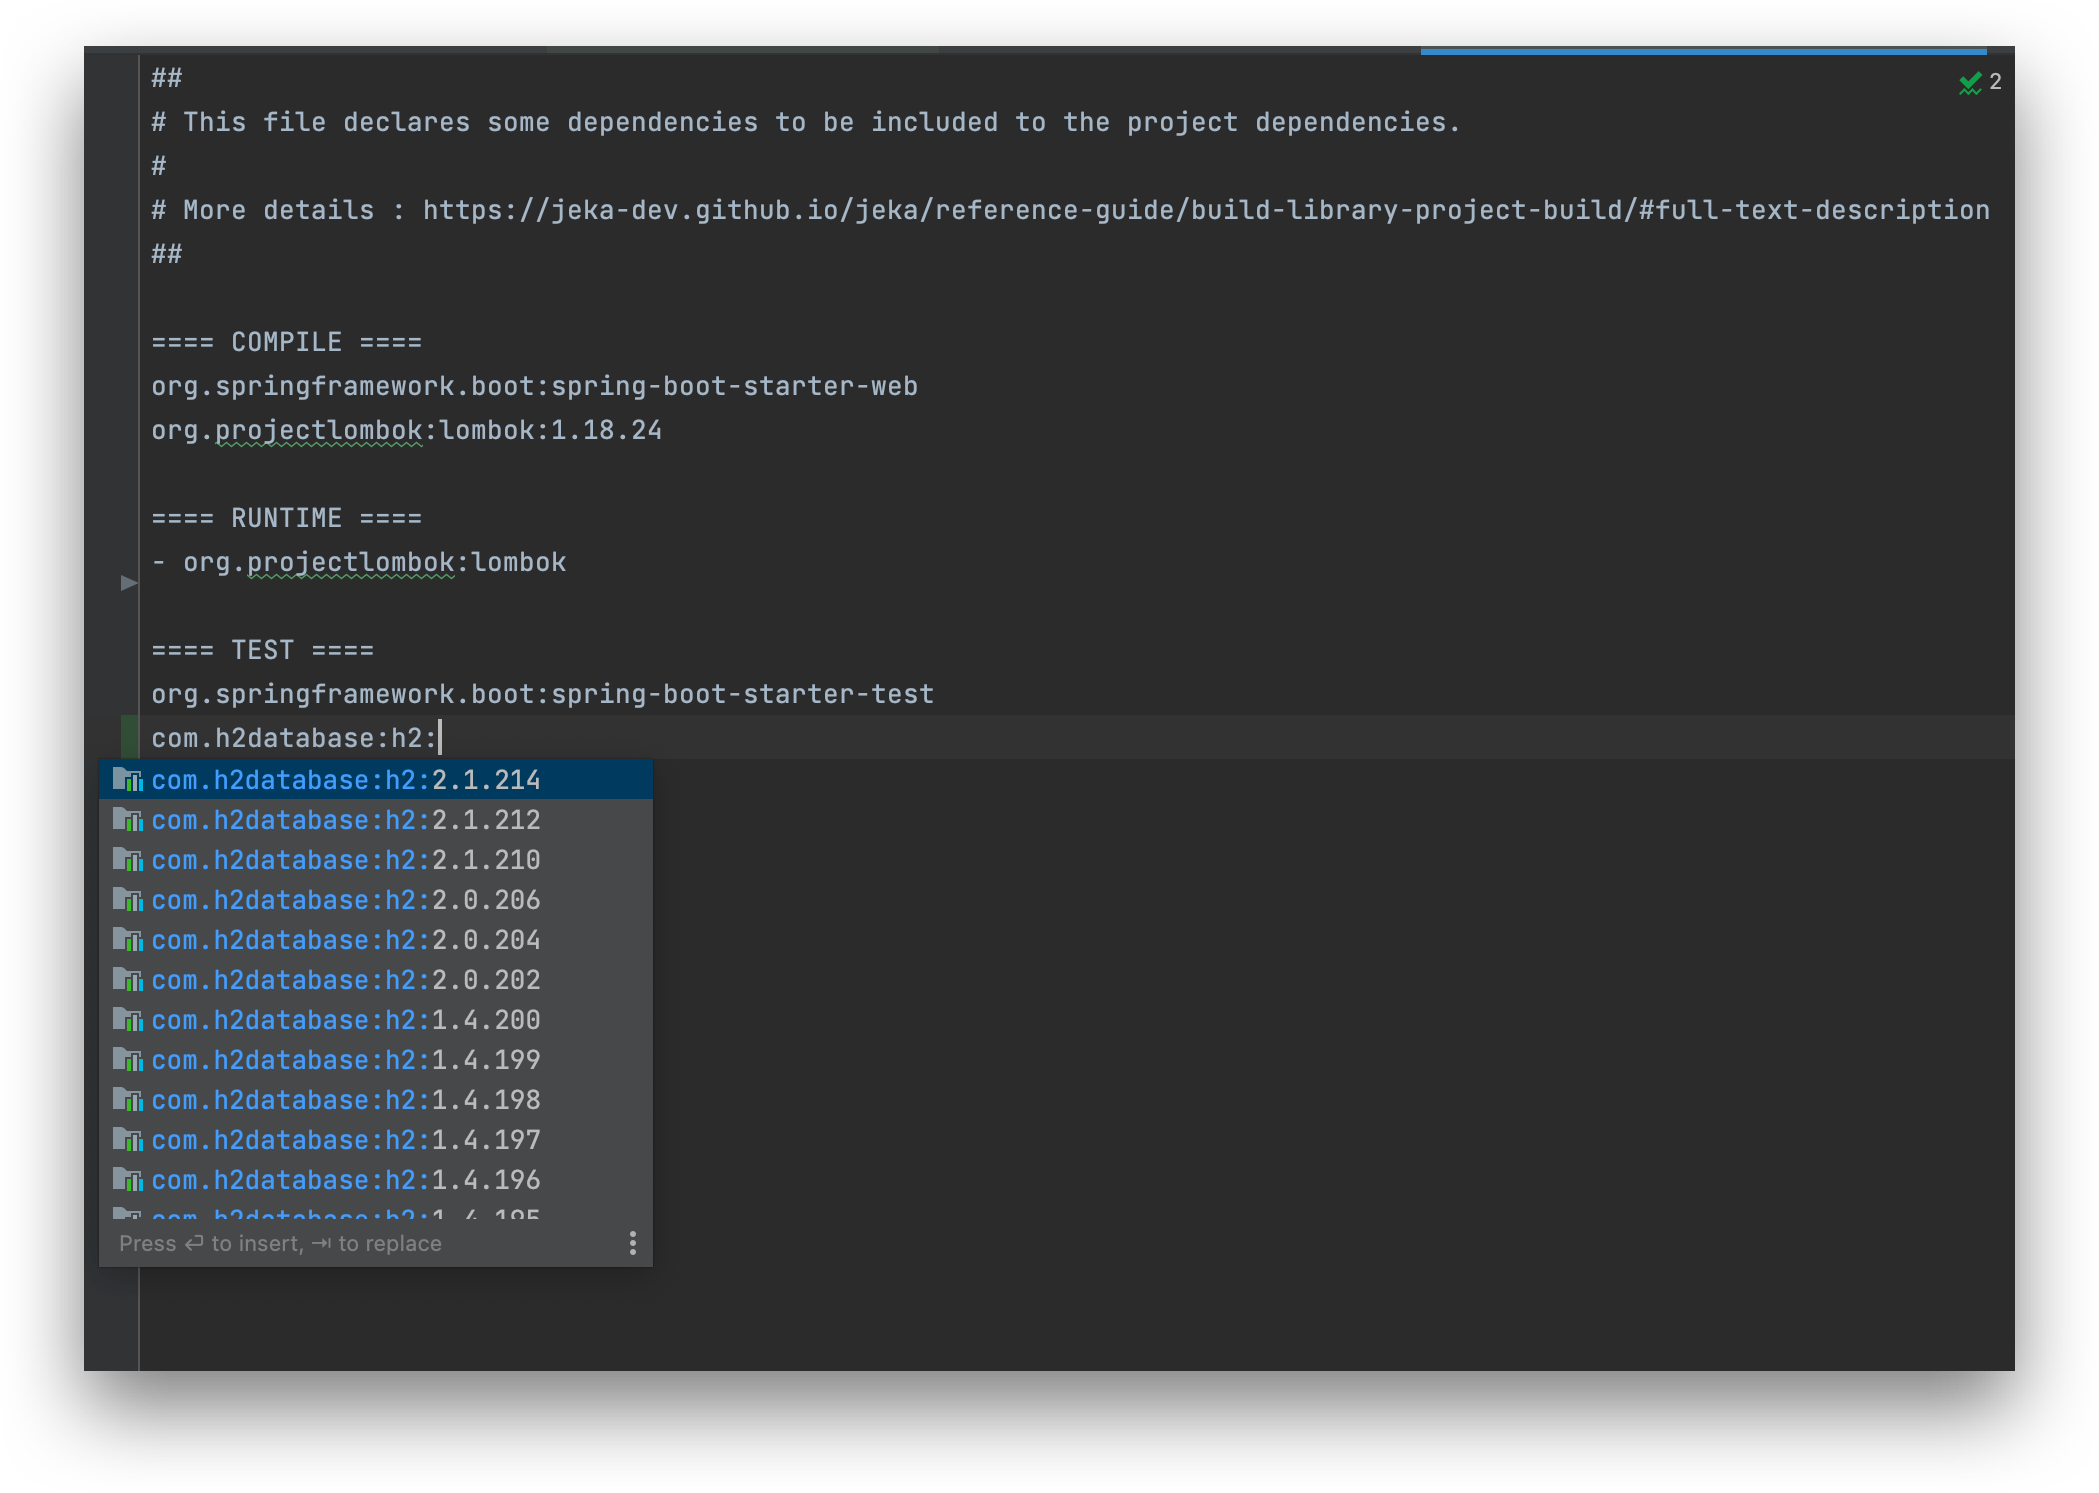 ##
# This file declares some dependencies to be included to the project dependencies.
#
# More details : https://jeka-dev.github.io/jeka/reference-guide/build-library-project-build/#full-text-description
##
2
==== COMPILE ====
org.springframework.boot:spring-boot-starter-web
org.projectlombok:lombok:1.18.24
==== RUNTIME ====
- org.projectlombok:lombok
==== TEST ====
org.springframework.boot:spring-boot-starter-test
com.h2database:h2:
com.h2database:h2:2.1.214
com.h2database:h2:2.1.212
com.h2database:h2:2.1.210
com.h2database:h2:2.0.206
com.h2database:h2:2.0.204
com.h2database:h2:2.0.202
com.h2database:h2:1.4.200
com.h2database:h2:1.4.199
com.h2database:h2:1.4.198
com.h2database:h2:1.4.197
com.h2database:h2:1.4.196
com.h2database:h2:1.4.195
Press ↵ to insert, ⇥ to replace